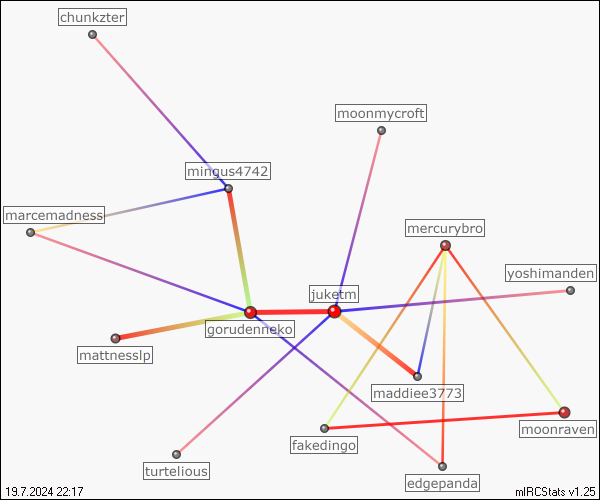 chunkzter
moonmycroft
mingus4742
marcemadness
mercurybro
yoshimanden
juketm
gorudenneko
mattnesslp
maddiee3773
moonraven
fakedingo
turtelious
edgepanda
19.7.2024 22:17
mIRCStats v1.25